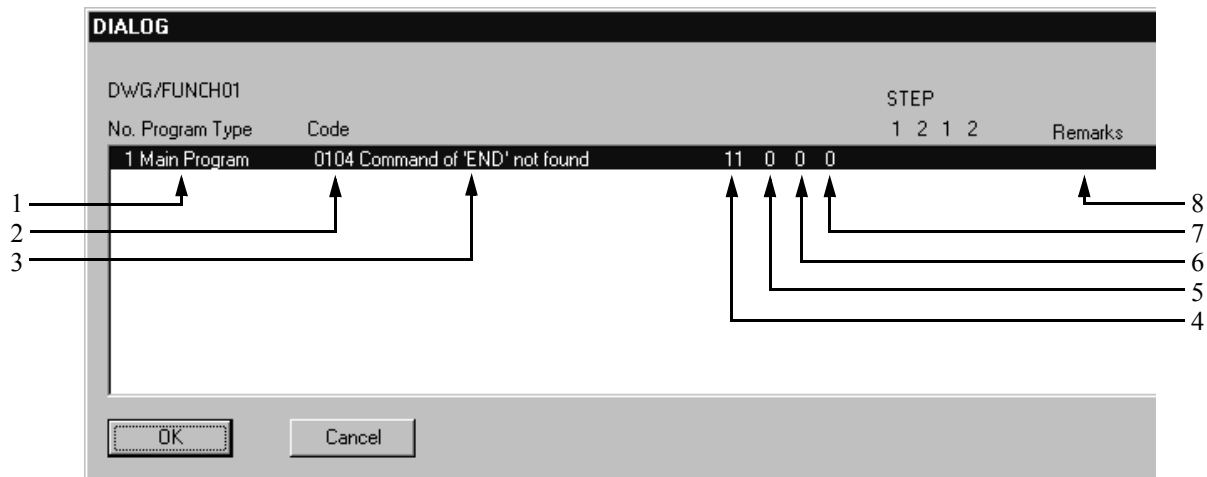 DIALOG
DWG/FUNCH01
STEP
No. Program Type Code 1 2 1 2 Remarks
1 Main Program 0104 Command of 'END' not found 11 0 0 0
1 8
2 7
3 6
5
4
OK Cancel